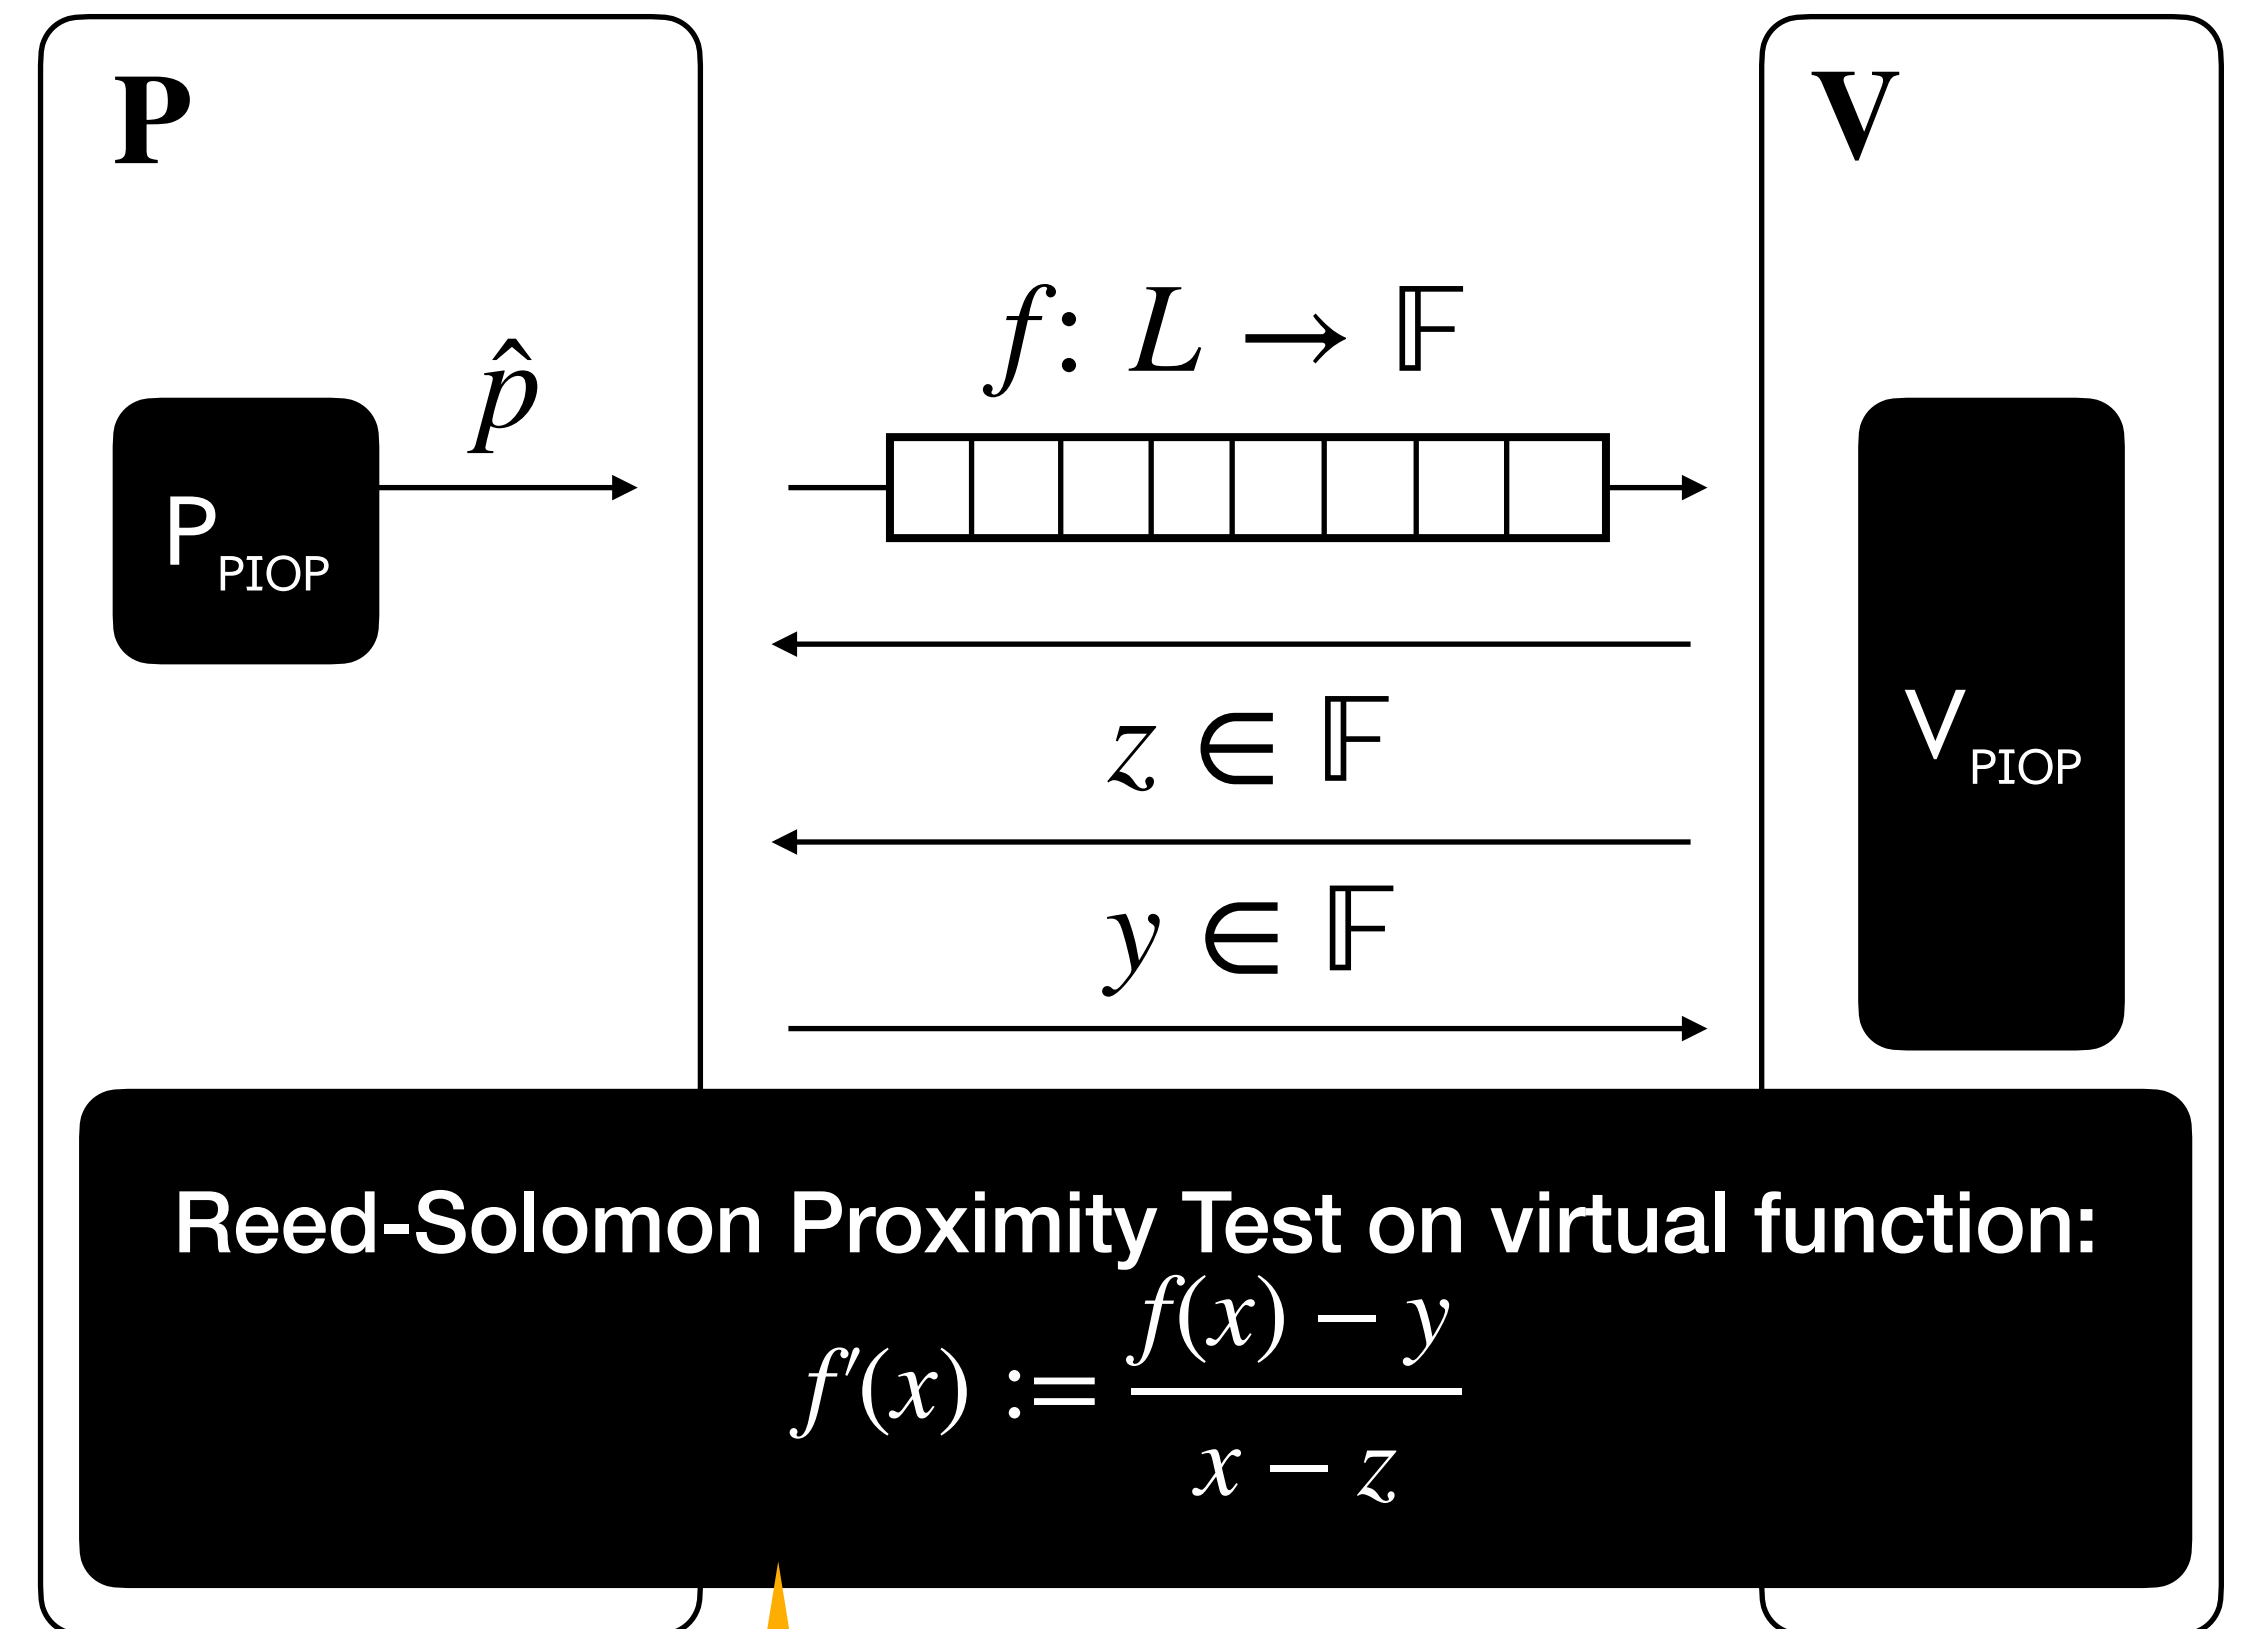 P
V
f: L → 𝔽
p̂
P_PIOP
z ∈ 𝔽
V_PIOP
y ∈ 𝔽
Reed-Solomon Proximity Test on virtual function:
f′(x) := (f(x) − y) / (x − z)